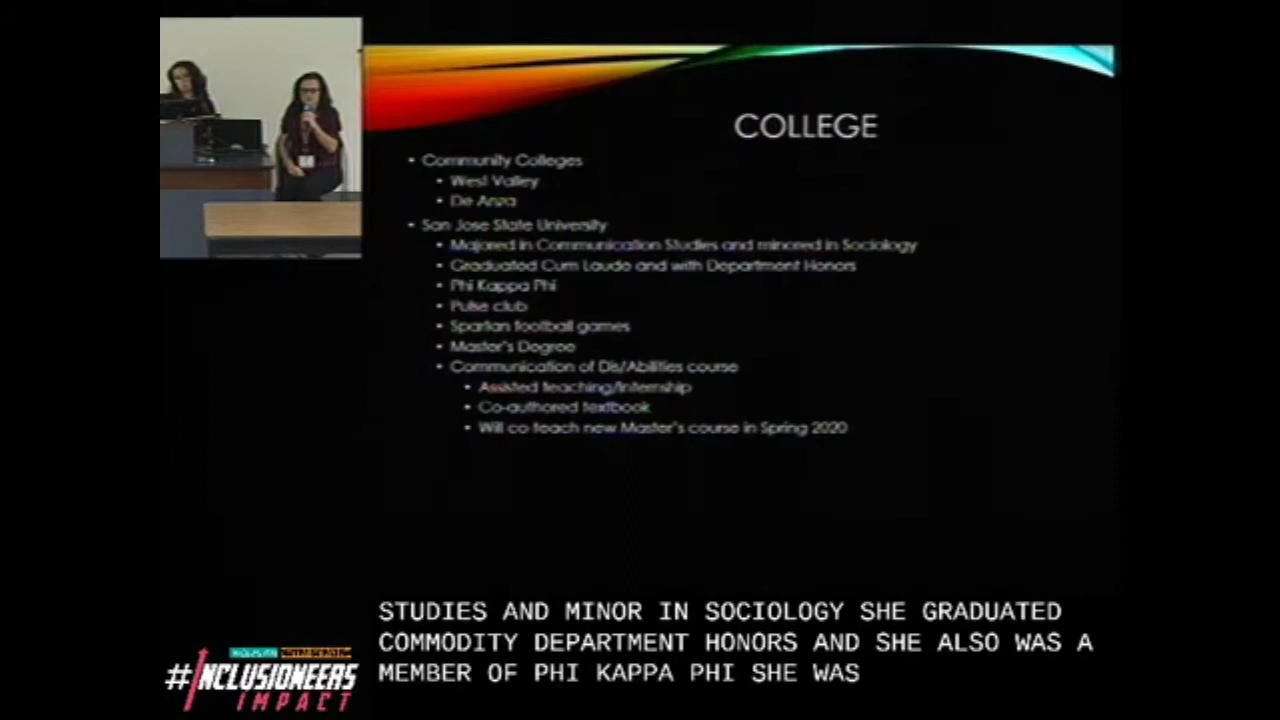 COLLEGE
• Community Colleges
• West Valley
• De Anza
• San Jose State University
• Majored in Communication Studies and minored in Sociology
• Graduated Cum Laude and with Department Honors
• Phi Kappa Phi
• Pulse club
• Spartan football games
• Master's Degree
• Communication of Dis/Abilities course
• Assisted teaching/Internship
• Co-authored textbook
• Will co teach new Master's course in Spring 2020
STUDIES AND MINOR IN SOCIOLOGY SHE GRADUATED
COMMODITY DEPARTMENT HONORS AND SHE ALSO WAS A
MEMBER OF PHI KAPPA PHI SHE WAS
#INCLUSIONEERS
IMPACT